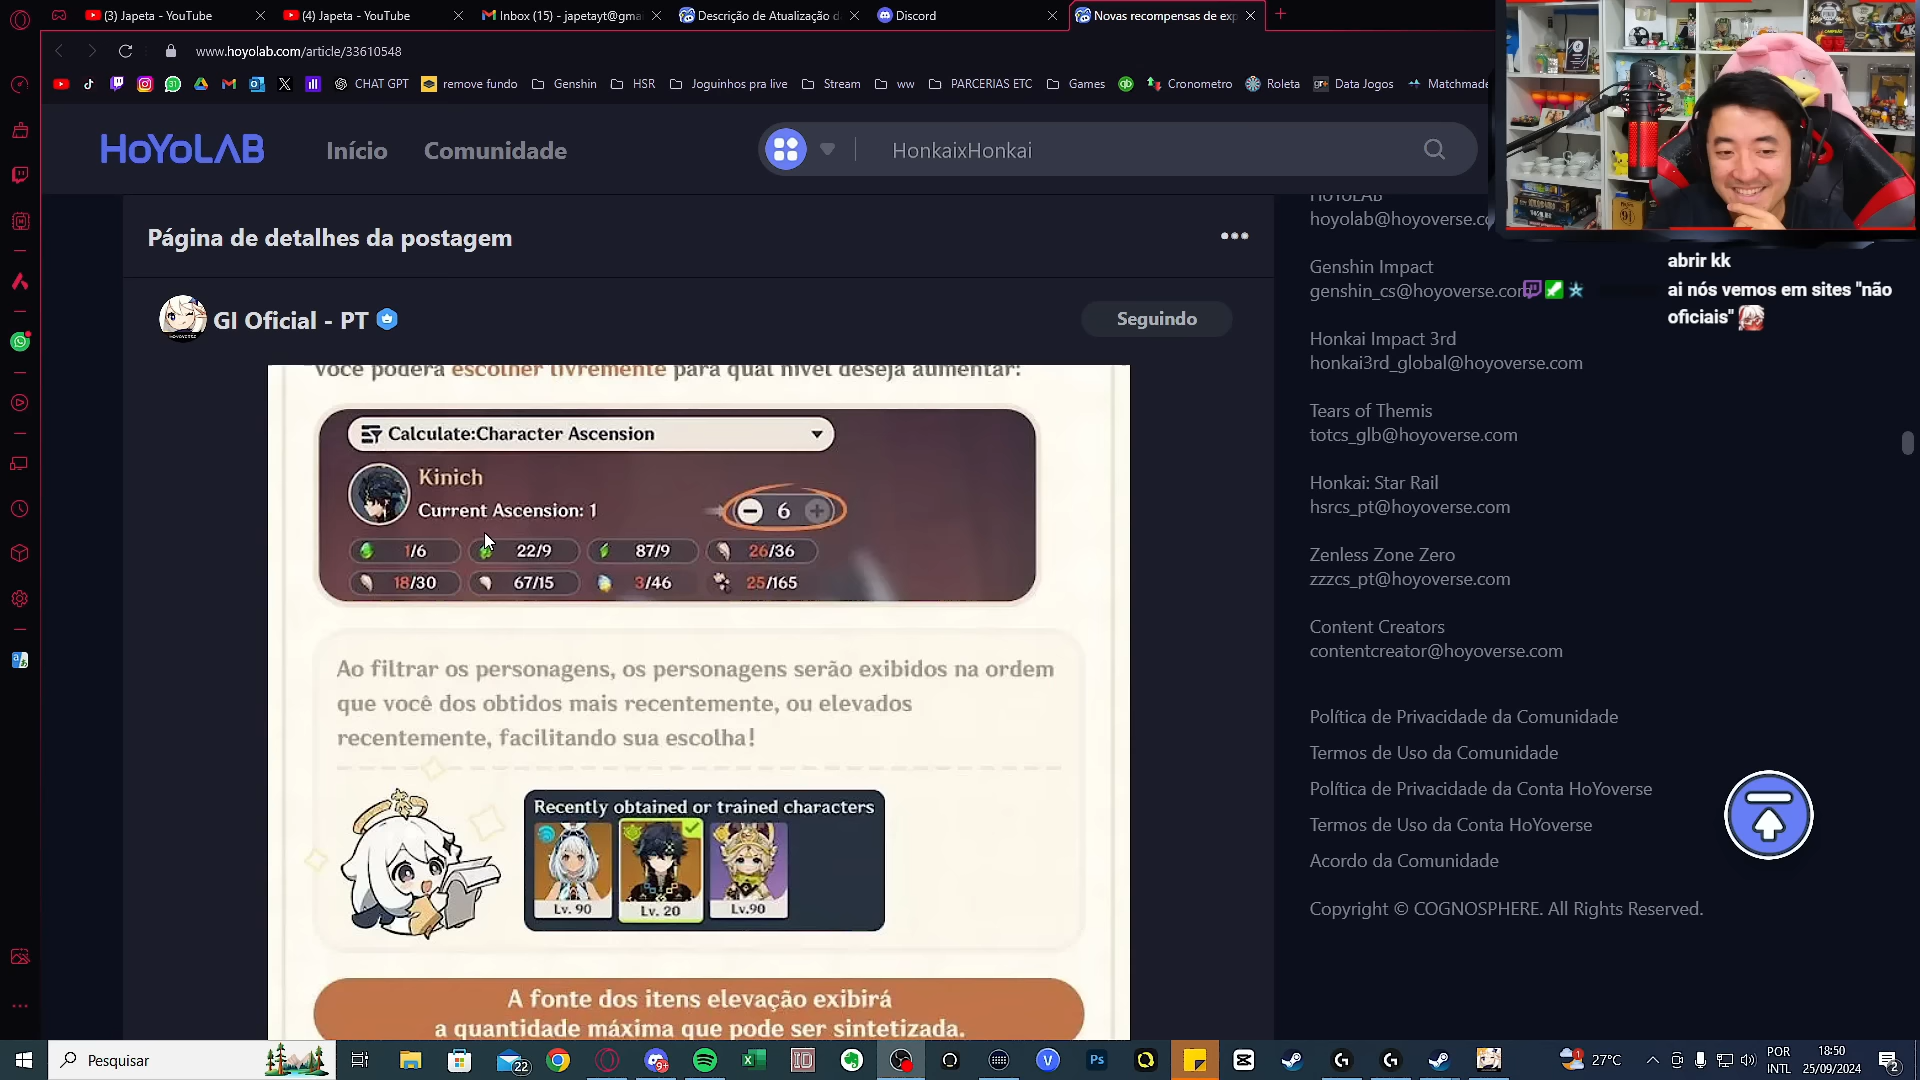 (3) Japeta - YouTube
(4) Japeta - YouTube
Inbox (15) - japetayt@gma
Descrição de Atualização d
Discord
Novas recompensas de exp
www.hoyolab.com/article/33610548
CHAT GPT
remove fundo
Genshin
HSR
Joguinhos pra live
Stream
ww
PARCERIAS ETC
Games
Cronometro
Roleta
Data Jogos
Matchmade
HoYoLAB
Início
Comunidade
HonkaixHonkai
Página de detalhes da postagem
GI Oficial - PT
Seguindo
você poderá escolher livremente para qual nível deseja aumentar:
Calculate:Character Ascension
Kinich
Current Ascension: 1
6
1/6
22/9
87/9
26/36
18/30
67/15
3/46
25/165
Ao filtrar os personagens, os personagens serão exibidos na ordem
que você dos obtidos mais recentemente, ou elevados
recentemente, facilitando sua escolha!
Recently obtained or trained characters
Lv. 90
Lv. 20
Lv.90
A fonte dos itens elevação exibirá
a quantidade máxima que pode ser sintetizada.
HoYoLAB
hoyolab@hoyoverse.co
Genshin Impact
genshin_cs@hoyoverse.com
Honkai Impact 3rd
honkai3rd_global@hoyoverse.com
Tears of Themis
totcs_glb@hoyoverse.com
Honkai: Star Rail
hsrcs_pt@hoyoverse.com
Zenless Zone Zero
zzzcs_pt@hoyoverse.com
Content Creators
contentcreator@hoyoverse.com
Política de Privacidade da Comunidade
Termos de Uso da Comunidade
Política de Privacidade da Conta HoYoverse
Termos de Uso da Conta HoYoverse
Acordo da Comunidade
Copyright © COGNOSPHERE. All Rights Reserved.
abrir kk
ai nós vemos em sites "não
oficiais"
Pesquisar
22
9+
Ps
27°C
POR
INTL
18:50
25/09/2024
2